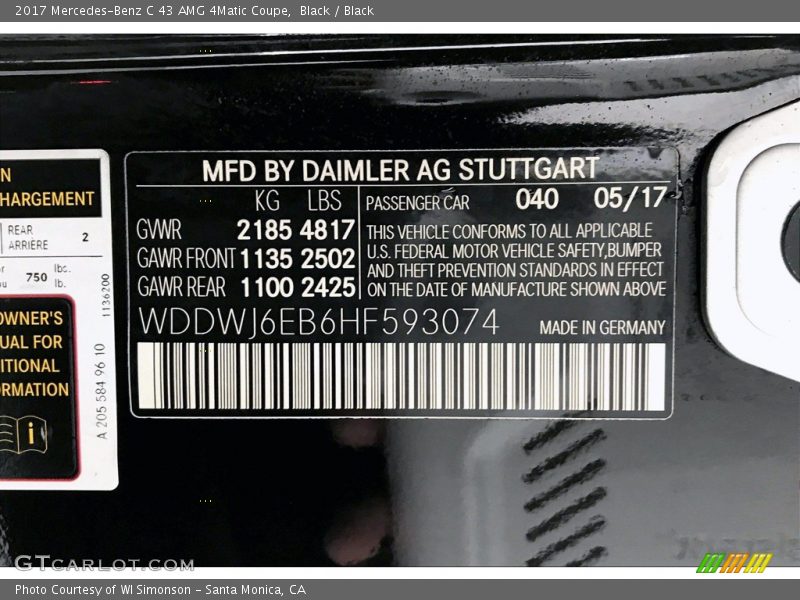 2017 Mercedes-Benz C 43 AMG 4Matic Coupe, Black / Black
N
HARGEMENT
REAR
ARRIÈRE
2
750 lbc.
lb.
OWNER'S
UAL FOR
ITIONAL
ORMATION
i
1136200
A 205 584 96 10
MFD BY DAIMLER AG STUTTGART
KG LBS
GWR 2185 4817
GAWR FRONT 1135 2502
GAWR REAR 1100 2425
PASSENGER CAR 040 05/17
THIS VEHICLE CONFORMS TO ALL APPLICABLE
U.S. FEDERAL MOTOR VEHICLE SAFETY,BUMPER
AND THEFT PREVENTION STANDARDS IN EFFECT
ON THE DATE OF MANUFACTURE SHOWN ABOVE
WDDWJ6EB6HF593074
MADE IN GERMANY
GTCARLOT.COM
Photo Courtesy of WI Simonson - Santa Monica, CA